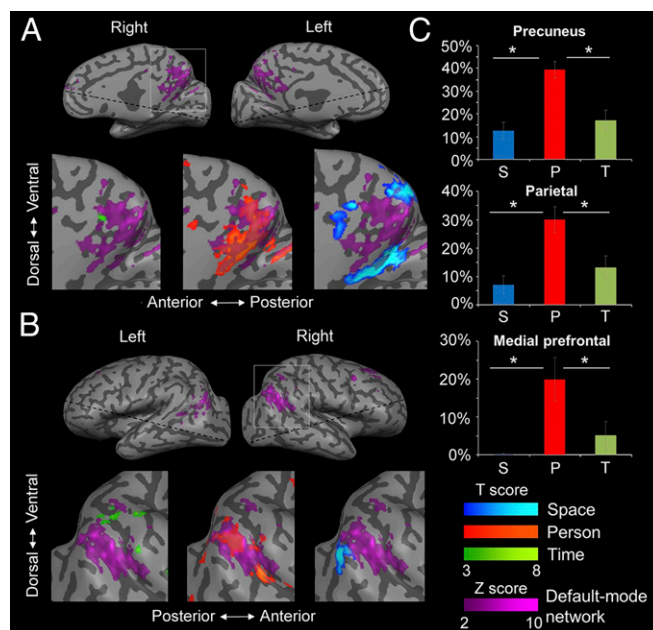 A
Right
Left
Dorsal ↔ Ventral
Anterior ↔ Posterior
B
Left
Right
Dorsal ↔ Ventral
Posterior ↔ Anterior
C
Precuneus
50%
40%
30%
20%
10%
0%
* *
S P T
Parietal
40%
30%
20%
10%
0%
* *
S P T
Medial prefrontal
30%
20%
10%
0%
* *
S P T
T score
Space
Person
Time
3 8
Z score
Default-mode
network
2 10